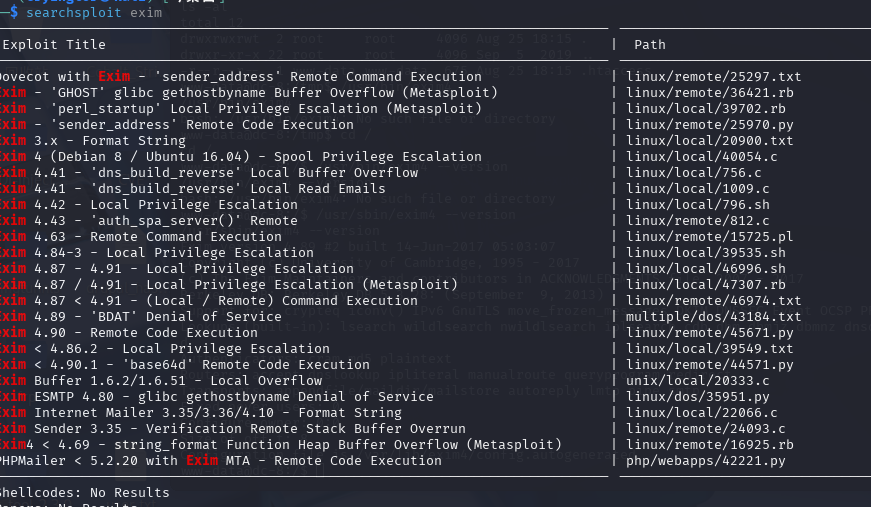 $ searchsploit exim
Exploit Title | Path
Dovecot with Exim - 'sender_address' Remote Command Execution | linux/remote/25297.txt
Exim - 'GHOST' glibc gethostbyname Buffer Overflow (Metasploit) | linux/remote/36421.rb
Exim - 'perl_startup' Local Privilege Escalation (Metasploit) | linux/local/39702.rb
Exim - 'sender_address' Remote Code Execution | linux/remote/25970.py
Exim 3.x - Format String | linux/local/20900.txt
Exim 4 (Debian 8 / Ubuntu 16.04) - Spool Privilege Escalation | linux/local/40054.c
Exim 4.41 - 'dns_build_reverse' Local Buffer Overflow | linux/local/756.c
Exim 4.41 - 'dns_build_reverse' Local Read Emails | linux/local/1009.c
Exim 4.42 - Local Privilege Escalation | linux/local/796.sh
Exim 4.43 - 'auth_spa_server()' Remote | linux/remote/812.c
Exim 4.63 - Remote Command Execution | linux/remote/15725.pl
Exim 4.84-3 - Local Privilege Escalation | linux/local/39535.sh
Exim 4.87 - 4.91 - Local Privilege Escalation | linux/local/46996.sh
Exim 4.87 / 4.91 - Local Privilege Escalation (Metasploit) | linux/local/47307.rb
Exim 4.87 < 4.91 - (Local / Remote) Command Execution | linux/remote/46974.txt
Exim 4.89 - 'BDAT' Denial of Service | multiple/dos/43184.txt
Exim 4.90 - Remote Code Execution | linux/remote/45671.py
Exim < 4.86.2 - Local Privilege Escalation | linux/local/39549.txt
Exim < 4.90.1 - 'base64d' Remote Code Execution | linux/remote/44571.py
Exim Buffer 1.6.2/1.6.51 - Local Overflow | unix/local/20333.c
Exim ESMTP 4.80 - glibc gethostbyname Denial of Service | linux/dos/35951.py
Exim Internet Mailer 3.35/3.36/4.10 - Format String | linux/local/22066.c
Exim Sender 3.35 - Verification Remote Stack Buffer Overrun | linux/remote/24093.c
Exim4 < 4.69 - string_format Function Heap Buffer Overflow (Metasploit) | linux/remote/16925.rb
PHPMailer < 5.2.20 with Exim MTA - Remote Code Execution | php/webapps/42221.py
Shellcodes: No Results